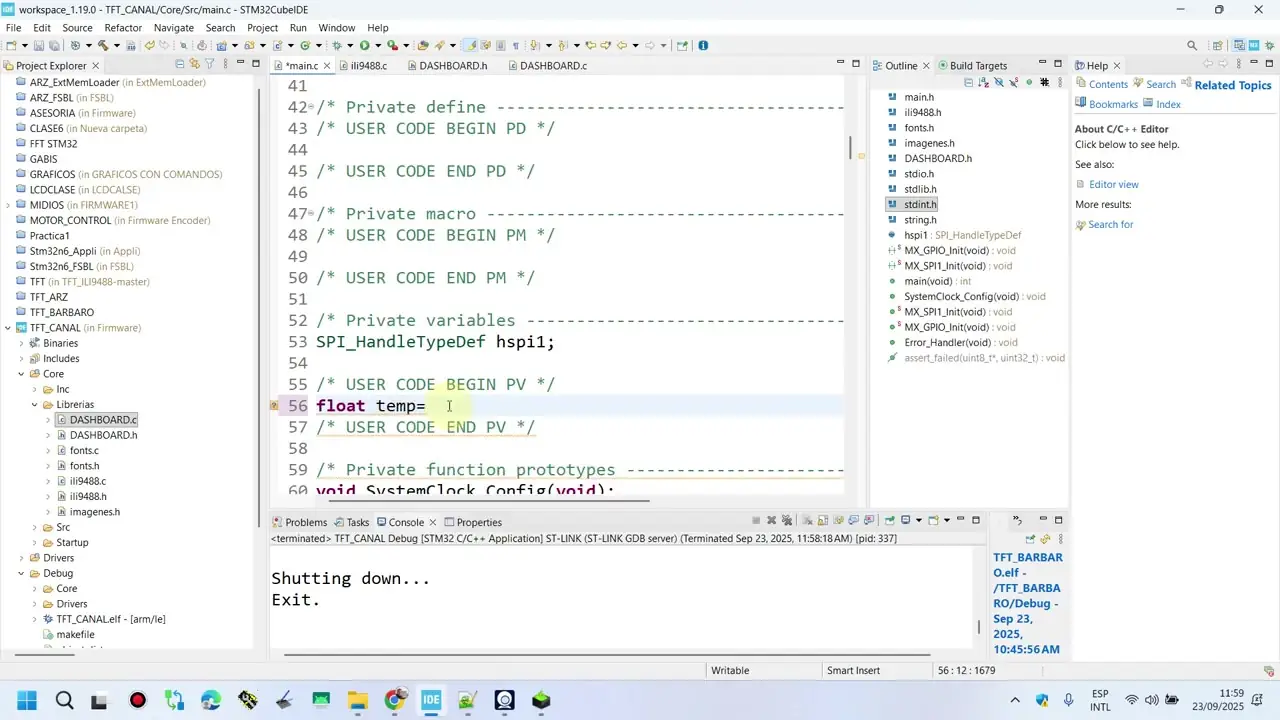 workspace_1.19.0 - TFT_CANAL/Core/Src/main.c - STM32CubeIDE
File Edit Source Refactor Navigate Search Project Run Window Help
Project Explorer
ARZ_ExtMemLoader (in ExtMemLoader)
ARZ_FSBL (in FSBL)
ASESORIA (in Firmware)
CLASE6 (in Nueva carpeta)
FFT STM32
GABIS
GRAFICOS (in GRAFICOS CON COMANDOS)
LCDCLASE (in LCDCALSE)
MIDIOS (in FIRMWARE1)
MOTOR_CONTROL (in Firmware Encoder)
Practica1
Stm32n6_Appli (in Appli)
Stm32n6_FSBL (in FSBL)
TFT (in TFT_ILI9488-master)
TFT_ARZ
TFT_BARBARO
TFT_CANAL (in Firmware)
Binaries
Includes
Core
Inc
Librerias
DASHBOARD.c
DASHBOARD.h
fonts.c
fonts.h
ili9488.c
ili9488.h
imagenes.h
Src
Startup
Drivers
Debug
Core
Drivers
TFT_CANAL.elf - [arm/le]
makefile
*main.c ili9488.c DASHBOARD.h DASHBOARD.c
41
42 /* Private define ------------------------------------
43 /* USER CODE BEGIN PD */
44
45 /* USER CODE END PD */
46
47 /* Private macro -------------------------------------
48 /* USER CODE BEGIN PM */
49
50 /* USER CODE END PM */
51
52 /* Private variables ---------------------------------
53 SPI_HandleTypeDef hspi1;
54
55 /* USER CODE BEGIN PV */
56 float temp=
57 /* USER CODE END PV */
58
59 /* Private function prototypes ----------------------
60 void SystemClock_Config(void);
Outline Build Targets
main.h
ili9488.h
fonts.h
imagenes.h
DASHBOARD.h
stdio.h
stdlib.h
stdint.h
string.h
hspi1 : SPI_HandleTypeDef
MX_GPIO_Init(void) : void
MX_SPI1_Init(void) : void
main(void) : int
SystemClock_Config(void) : void
MX_SPI1_Init(void) : void
MX_GPIO_Init(void) : void
Error_Handler(void) : void
assert_failed(uint8_t*, uint32_t) : void
Help
Contents Search Related Topics
Bookmarks Index
About C/C++ Editor
Click below to see help.
See also:
Editor view
More results:
Search for
Problems Tasks Console Properties
<terminated> TFT_CANAL Debug [STM32 C/C++ Application] ST-LINK (ST-LINK GDB server) (Terminated Sep 23, 2025, 11:58:18 AM) [pid: 337]
Shutting down...
Exit.
TFT_BARBAR
O.elf -
/TFT_BARBA
RO/Debug -
Sep 23,
2025,
10:45:56 AM
Writable Smart Insert 56 : 12 : 1679
IDE
ESP
INTL
11:59
23/09/2025